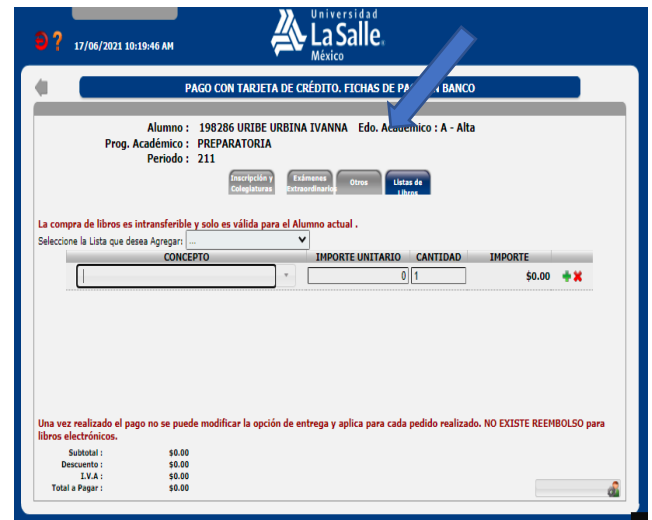 Universidad
La Salle®
México
? 17/06/2021 10:19:46 AM
PAGO CON TARJETA DE CRÉDITO. FICHAS DE PA N BANCO
Alumno : 198286 URIBE URBINA IVANNA Edo. Académico : A - Alta
Prog. Académico : PREPARATORIA
Periodo : 211
Inscripción y Colegiaturas
Exámenes Extraordinarios
Otros
Listas de Libros
La compra de libros es intransferible y solo es válida para el Alumno actual .
Seleccione la Lista que desea Agregar: ...
CONCEPTO IMPORTE UNITARIO CANTIDAD IMPORTE
0 1 $0.00
Una vez realizado el pago no se puede modificar la opción de entrega y aplica para cada pedido realizado. NO EXISTE REEMBOLSO para
libros electrónicos.
Subtotal : $0.00
Descuento : $0.00
I.V.A : $0.00
Total a Pagar : $0.00